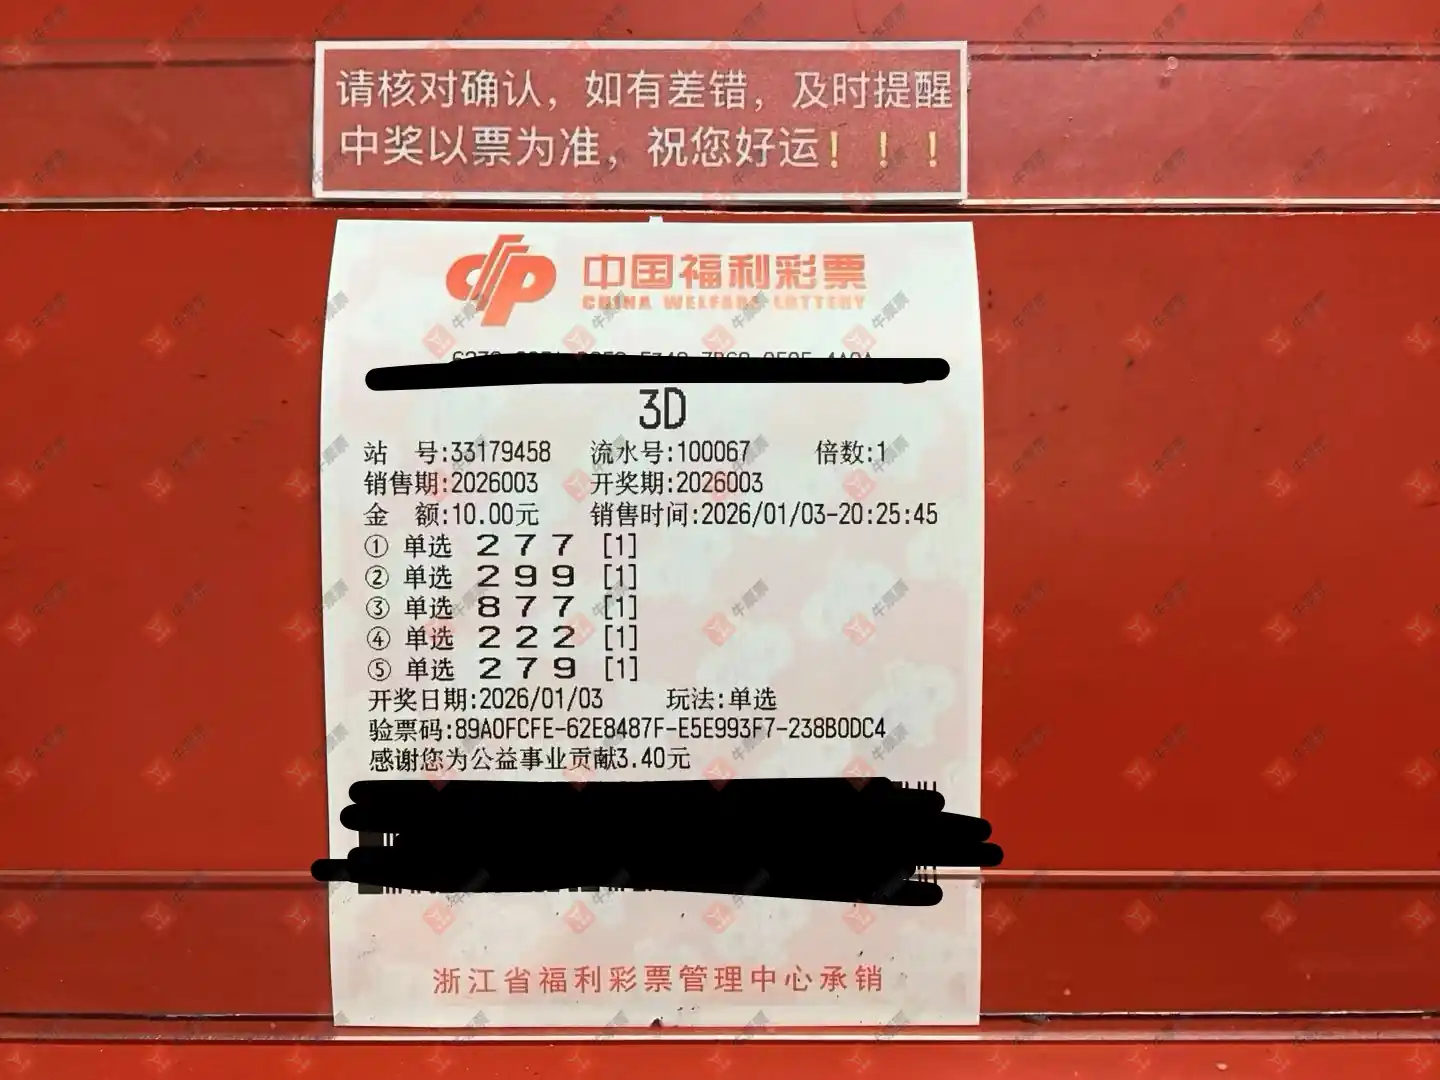 请核对确认，如有差错，及时提醒
中奖以票为准，祝您好运！！！
中国福利彩票
CHINA WELFARE LOTTERY
3D
站 号:33179458 流水号:100067 倍数:1
销售期:2026003 开奖期:2026003
金 额:10.00元 销售时间:2026/01/03-20:25:45
① 单选 2 7 7 [1]
② 单选 2 9 9 [1]
③ 单选 8 7 7 [1]
④ 单选 2 2 2 [1]
⑤ 单选 2 7 9 [1]
开奖日期:2026/01/03 玩法:单选
验票码:89A0FCFE-62E8487F-E5E993F7-238B0DC4
感谢您为公益事业贡献3.40元
浙江省福利彩票管理中心承销